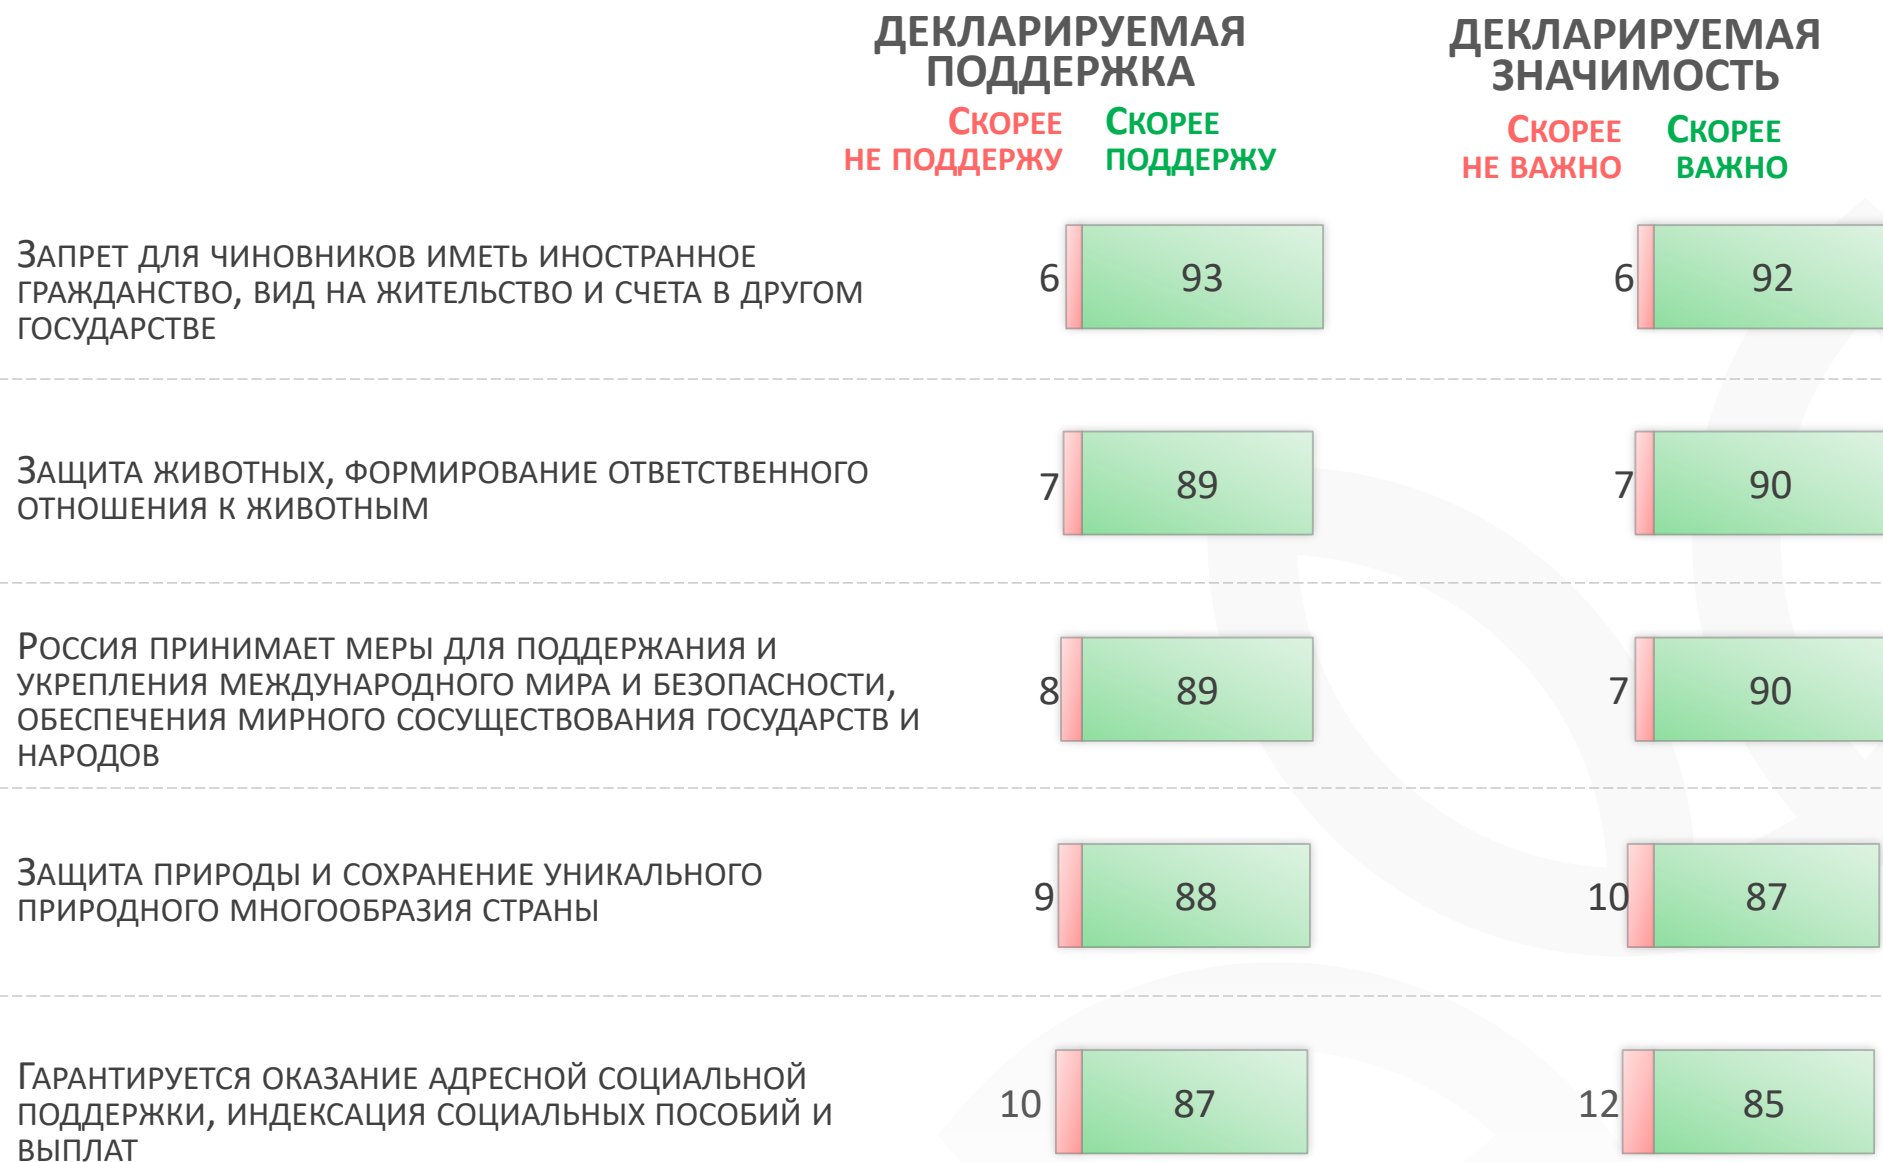 ДЕКЛАРИРУЕМАЯ
ПОДДЕРЖКА
ДЕКЛАРИРУЕМАЯ
ЗНАЧИМОСТЬ
СКОРЕЕ
НЕ ПОДДЕРЖУ
СКОРЕЕ
ПОДДЕРЖУ
СКОРЕЕ
НЕ ВАЖНО
СКОРЕЕ
ВАЖНО
ЗАПРЕТ ДЛЯ ЧИНОВНИКОВ ИМЕТЬ ИНОСТРАННОЕ
ГРАЖДАНСТВО, ВИД НА ЖИТЕЛЬСТВО И СЧЕТА В ДРУГОМ
ГОСУДАРСТВЕ
6 93 6 92
ЗАЩИТА ЖИВОТНЫХ, ФОРМИРОВАНИЕ ОТВЕТСТВЕННОГО
ОТНОШЕНИЯ К ЖИВОТНЫМ
7 89 7 90
РОССИЯ ПРИНИМАЕТ МЕРЫ ДЛЯ ПОДДЕРЖАНИЯ И
УКРЕПЛЕНИЯ МЕЖДУНАРОДНОГО МИРА И БЕЗОПАСНОСТИ,
ОБЕСПЕЧЕНИЯ МИРНОГО СОСУЩЕСТВОВАНИЯ ГОСУДАРСТВ И
НАРОДОВ
8 89 7 90
ЗАЩИТА ПРИРОДЫ И СОХРАНЕНИЕ УНИКАЛЬНОГО
ПРИРОДНОГО МНОГООБРАЗИЯ СТРАНЫ
9 88 10 87
ГАРАНТИРУЕТСЯ ОКАЗАНИЕ АДРЕСНОЙ СОЦИАЛЬНОЙ
ПОДДЕРЖКИ, ИНДЕКСАЦИЯ СОЦИАЛЬНЫХ ПОСОБИЙ И
ВЫПЛАТ
10 87 12 85